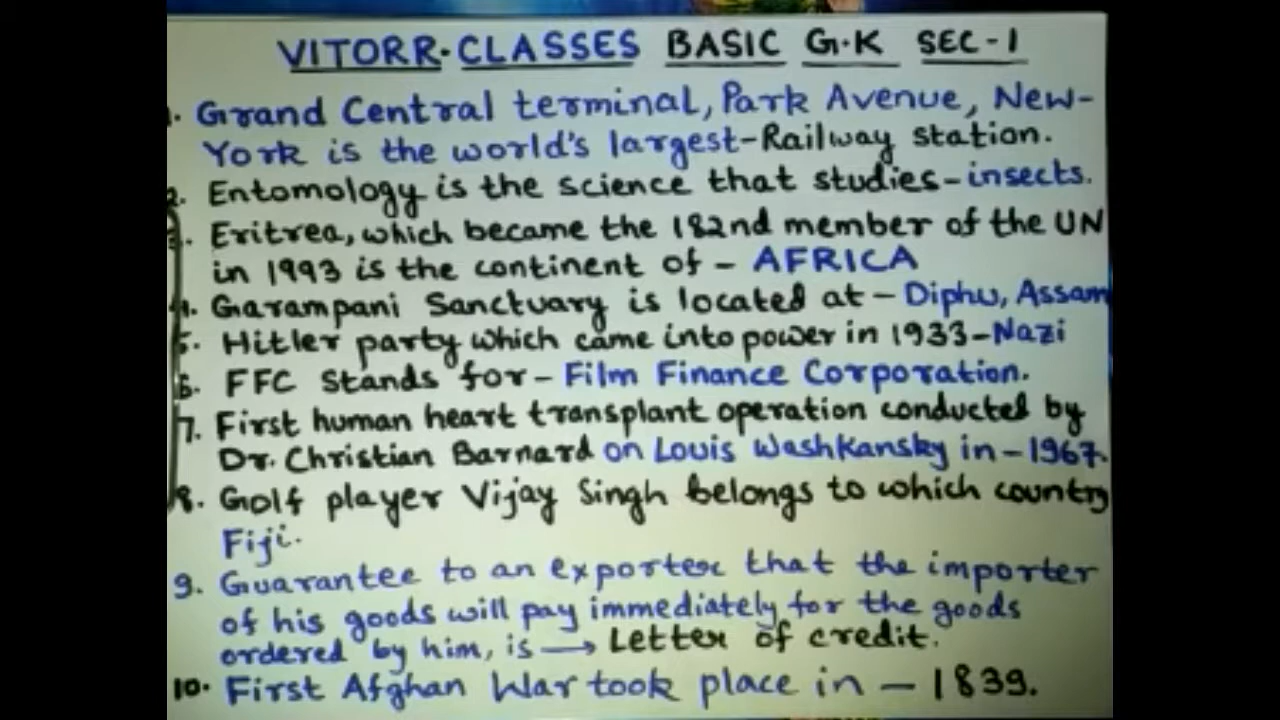 VITORR·CLASSES BASIC G·K SEC-1
1. Grand Central terminal, Park Avenue, New-
York is the world's largest-Railway station.
2. Entomology is the science that studies-insects.
3. Eritrea, which became the 182nd member of the UN
in 1993 is the continent of - AFRICA
4. Garampani Sanctuary is located at - Diphu, Assam
5. Hitler party which came into power in 1933-Nazi
6. FFC Stands for - Film Finance Corporation.
7. First human heart transplant operation conducted by
Dr. Christian Barnard on Louis Washkansky in - 1967.
8. Golf player Vijay Singh belongs to which country
Fiji.
9. Guarantee to an exporter that the importer
of his goods will pay immediately for the goods
ordered by him, is → Letter of credit.
10. First Afghan War took place in - 1839.